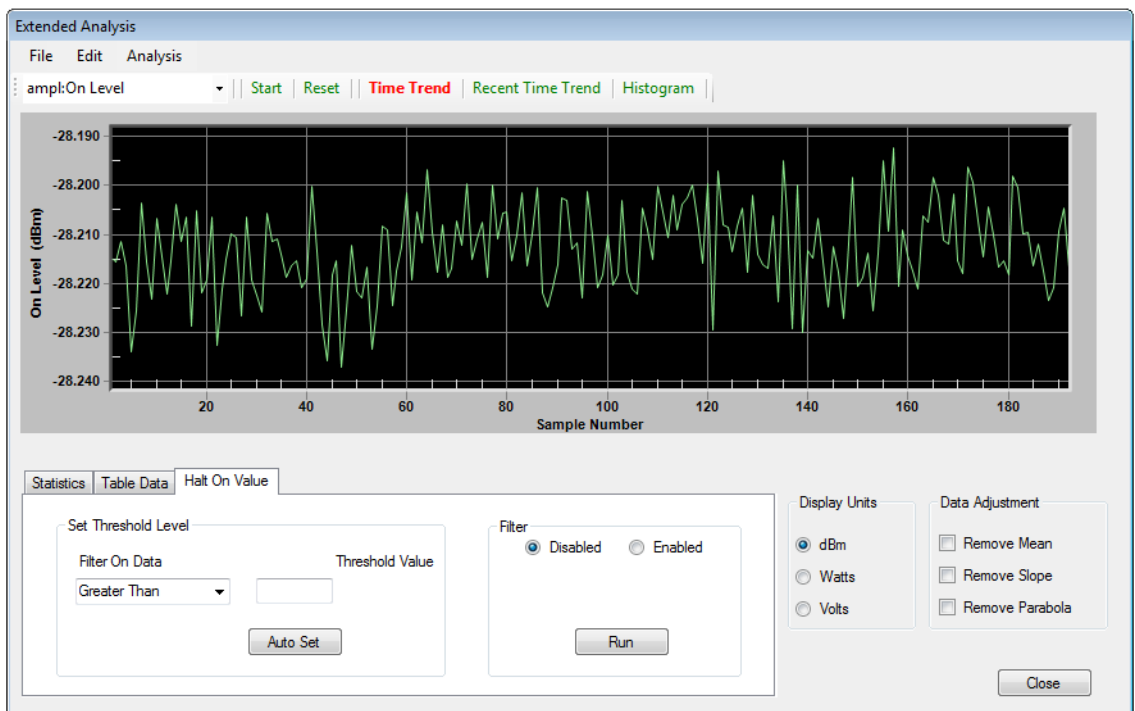 Extended Analysis
File Edit Analysis
ampl:On Level Start Reset Time Trend Recent Time Trend Histogram
On Level (dBm)
-28.190
-28.200
-28.210
-28.220
-28.230
-28.240
20 40 60 80 100 120 140 160 180
Sample Number
Statistics Table Data Halt On Value
Set Threshold Level
Filter On Data Threshold Value
Greater Than
Auto Set
Filter
Disabled Enabled
Run
Display Units
dBm
Watts
Volts
Data Adjustment
Remove Mean
Remove Slope
Remove Parabola
Close